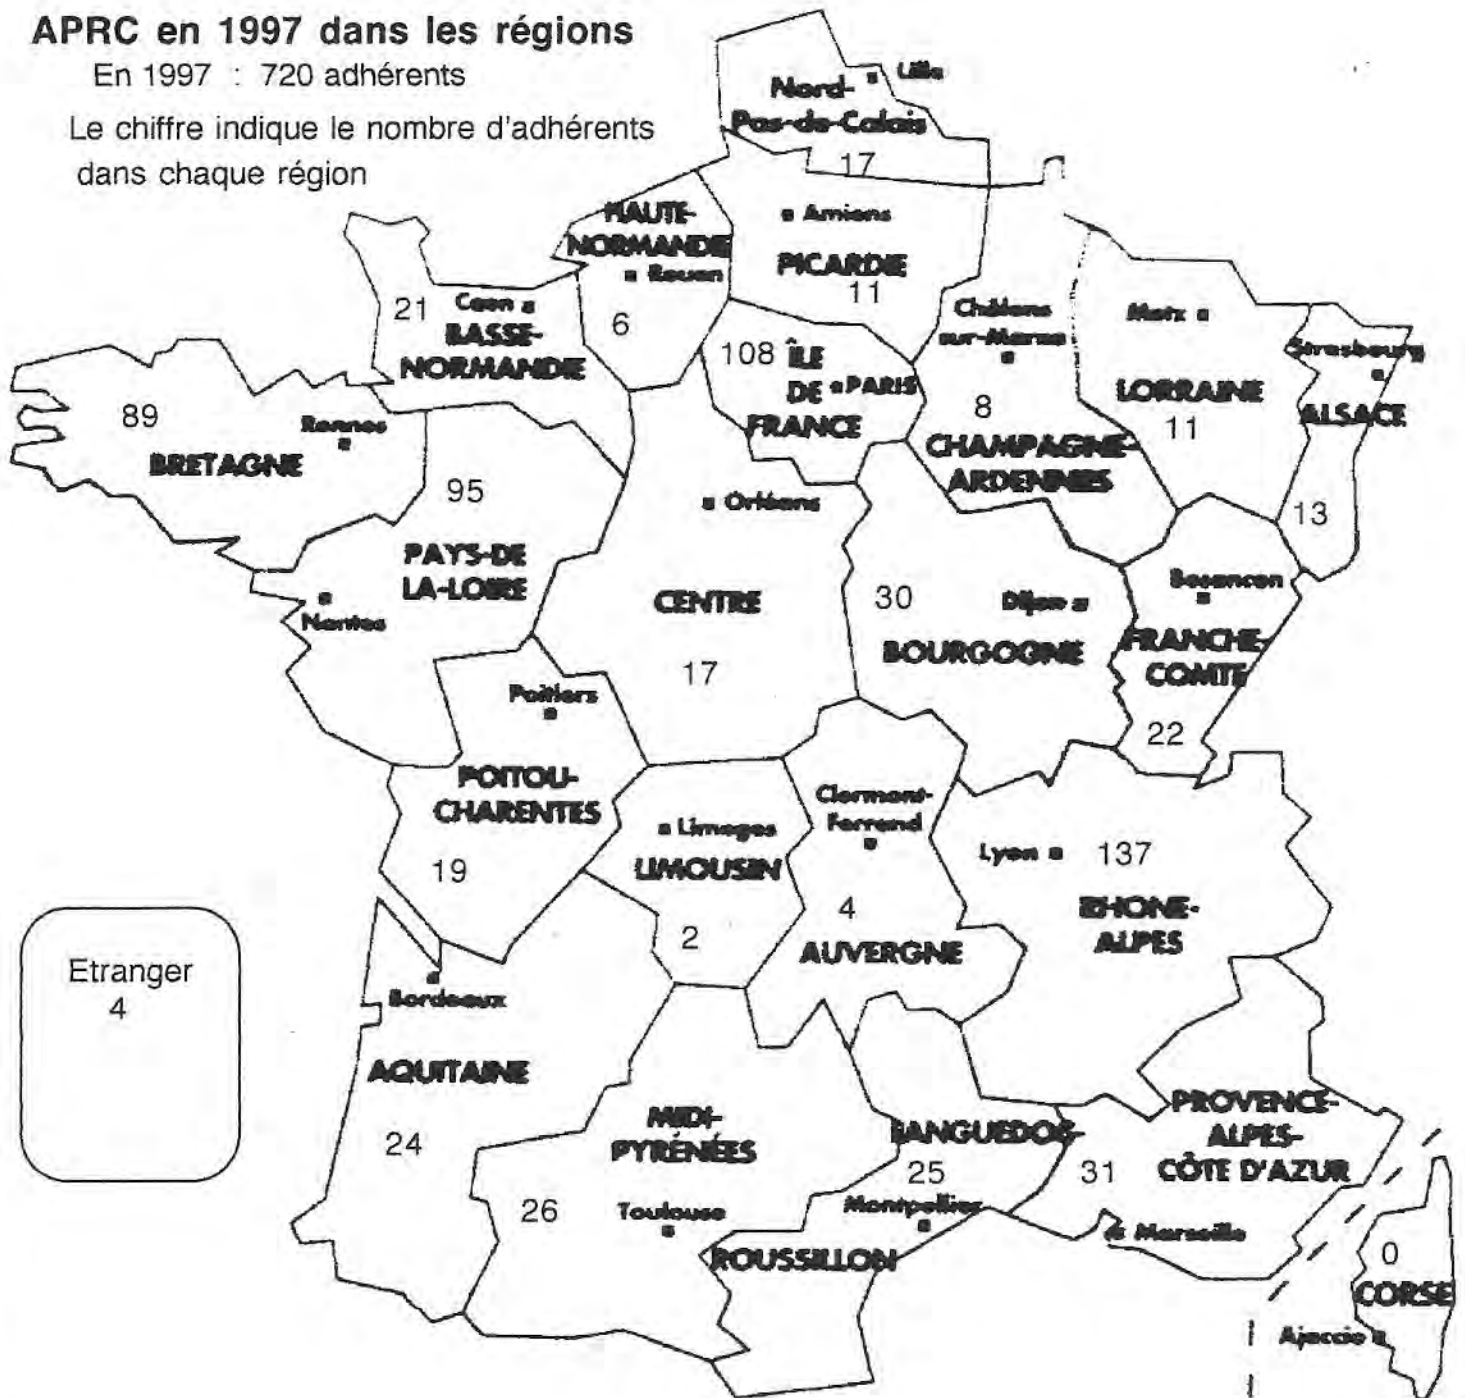 APRC en 1997 dans les régions
En 1997 : 720 adhérents
Le chiffre indique le nombre d'adhérents
dans chaque région
Lille
Nord-
Pas-de-Calais
17
Amiens
PICARDIE
11
HAUTE-
NORMANDIE
Rouen
6
21
Caen
BASSE-
NORMANDIE
108
ÎLE
DE
FRANCE
PARIS
Châlons
sur-Marne
8
CHAMPAGNE-
ARDENNES
Metz
LORRAINE
11
Strasbourg
ALSACE
13
89
Rennes
BRETAGNE
95
PAYS-DE
LA-LOIRE
Nantes
Orléans
CENTRE
17
30
Dijon
BOURGOGNE
Besancon
FRANCHE-
COMTE
22
Poitiers
POITOU-
CHARENTES
19
Limoges
LIMOUSIN
2
Clermont-
Ferrand
4
AUVERGNE
Lyon
137
RHONE-
ALPES
Etranger
4
Bordeaux
AQUITAINE
24
MIDI-
PYRÉNÉES
26
Toulouse
LANGUEDOC-
25
Montpellier
ROUSSILLON
PROVENCE-
ALPES-
CÔTE D'AZUR
31
Marseille
0
CORSE
Ajaccio